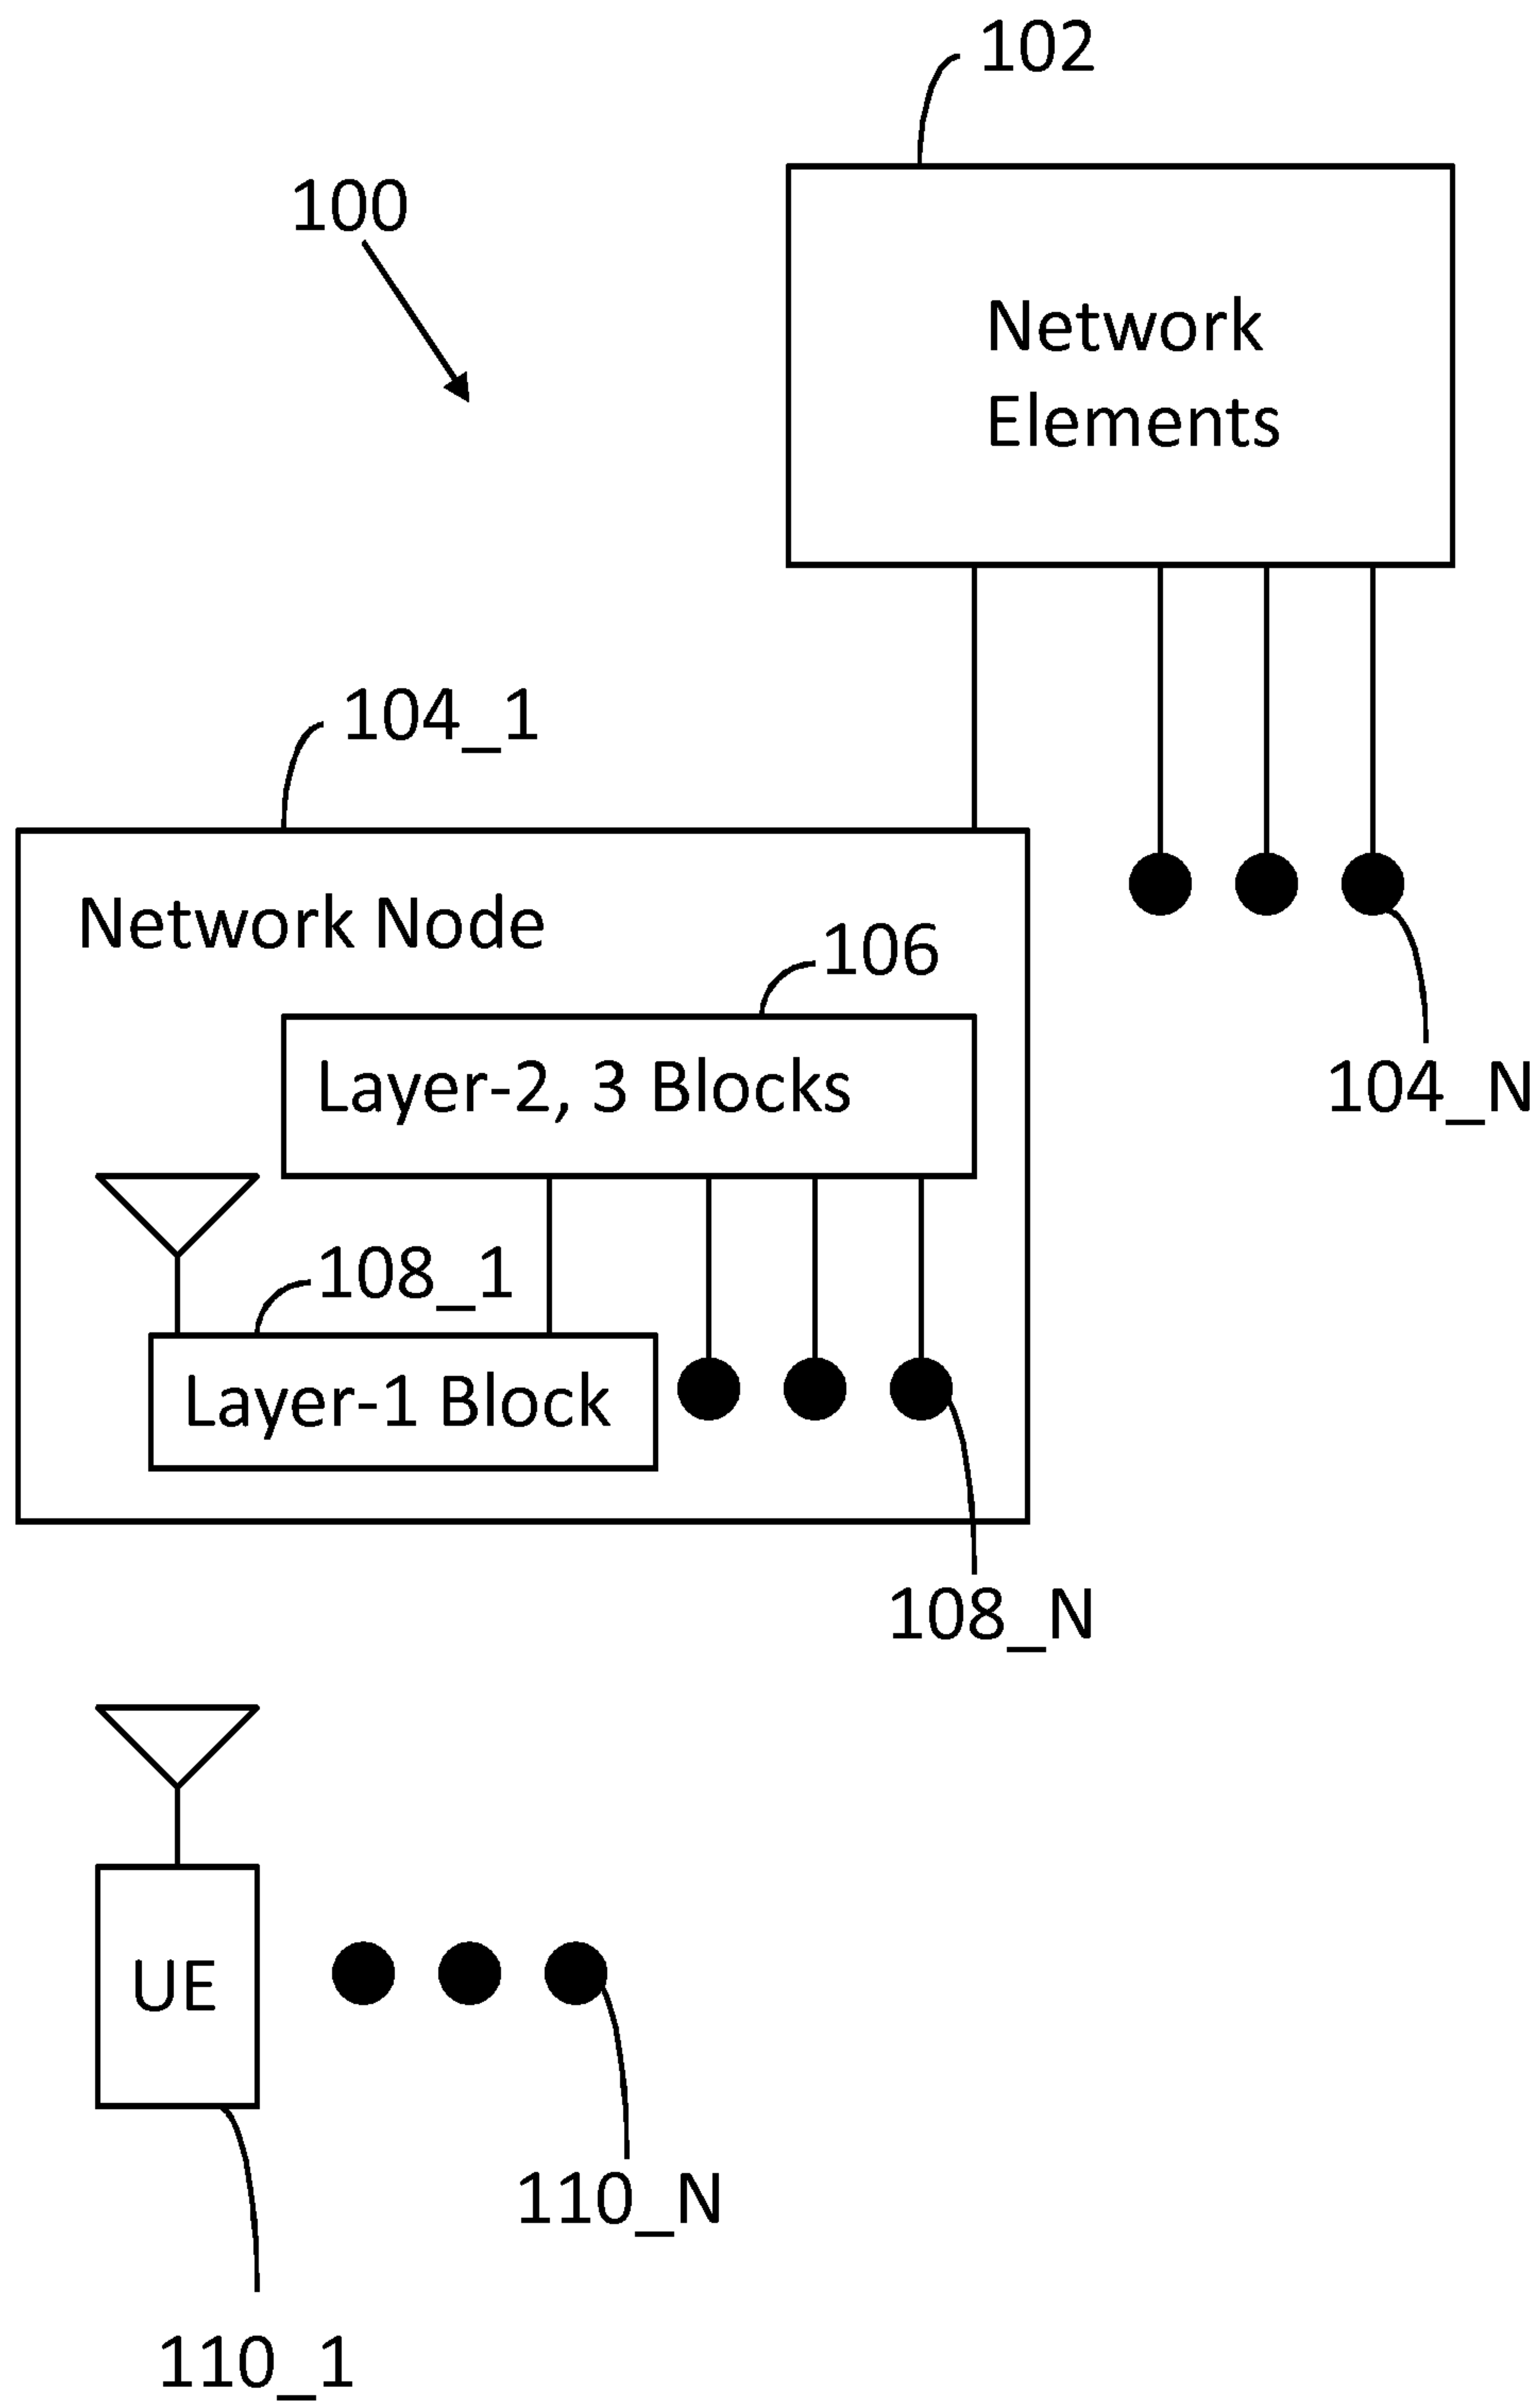 102
100
Network
Elements
104_1
Network Node
106
Layer-2, 3 Blocks
104_N
108_1
Layer-1 Block
108_N
UE
110_N
110_1